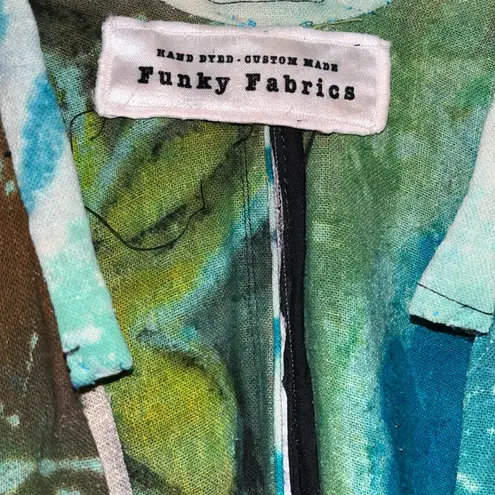 HAND DYED - CUSTOM MADE
Funky Fabrics